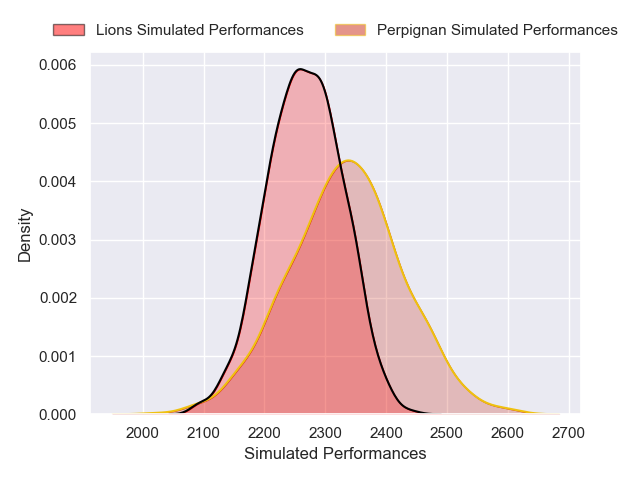 Lions Simulated Performances
Perpignan Simulated Performances
0.006
0.005
0.004
0.003
0.002
0.001
0.000
Density
2000 2100 2200 2300 2400 2500 2600 2700
Simulated Performances